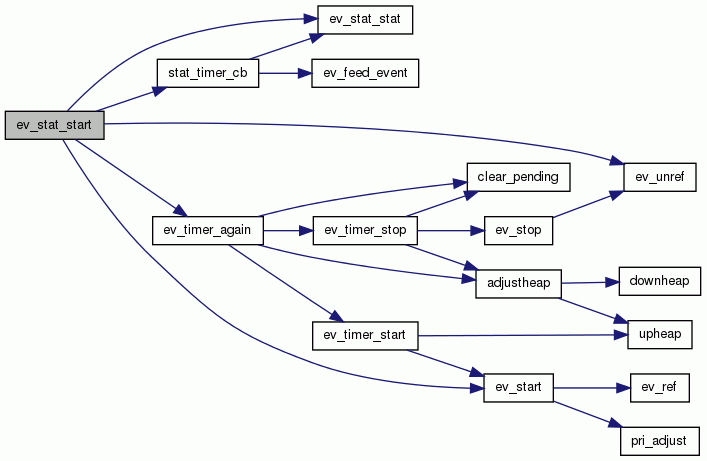 ev_stat_stat
stat_timer_cb
ev_feed_event
ev_stat_start
clear_pending
ev_unref
ev_timer_again
ev_timer_stop
ev_stop
adjustheap
downheap
ev_timer_start
upheap
ev_start
ev_ref
pri_adjust